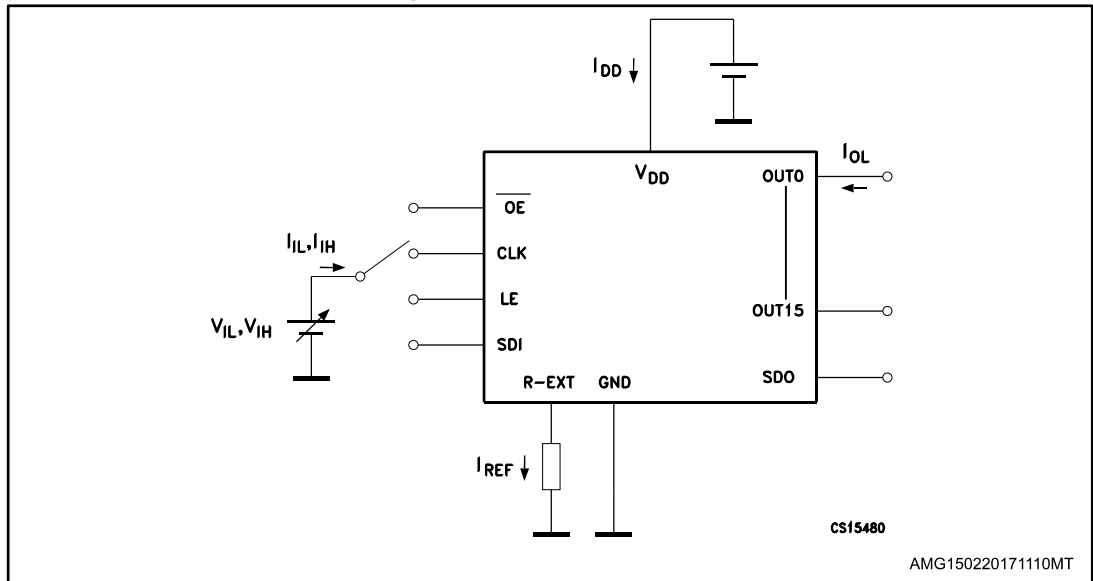 I_DD
V_DD
I_OL
OUT0
OE
I_IL,I_IH
CLK
LE
OUT15
V_IL,V_IH
SDI
SDO
R-EXT GND
I_REF
CS15480
AMG150220171110MT